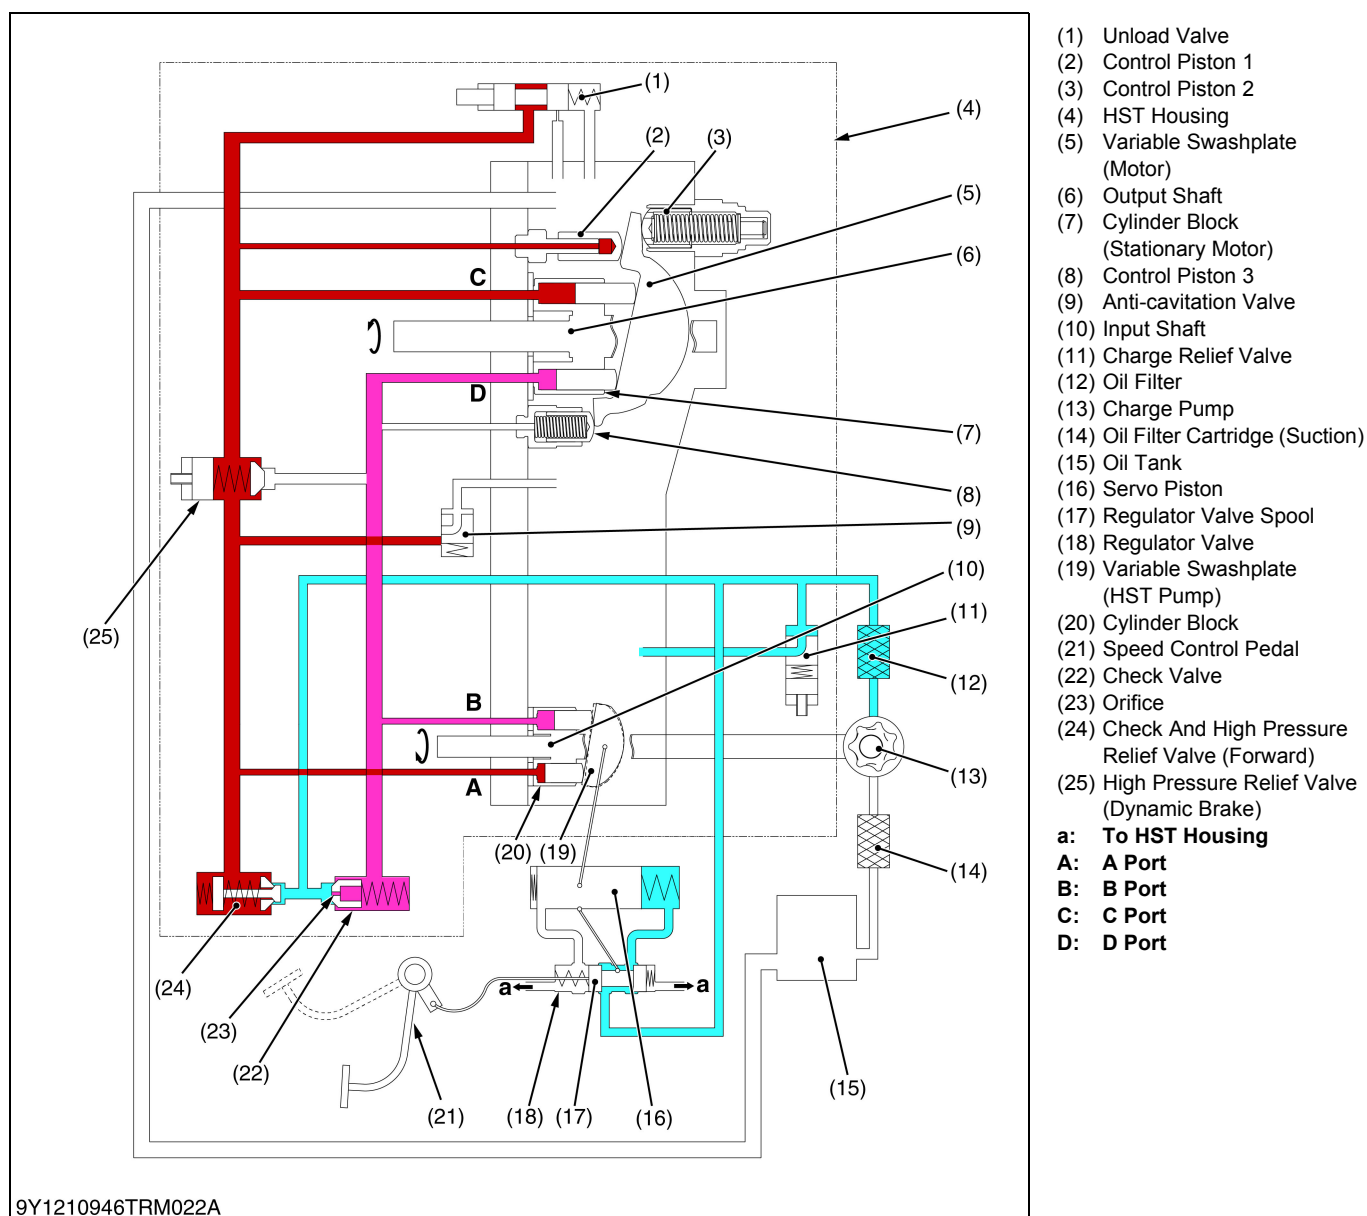 (1)
(2)
(3)
(4)
(5)
C
(6)
D
(7)
(8)
(9)
(10)
(25)
(11)
(12)
B
A
(13)
(20) (19)
(14)
a
a
(24)
(23)
(22)
(21)
(18)
(17)
(16)
(15)
9Y1210946TRM022A
(1) Unload Valve
(2) Control Piston 1
(3) Control Piston 2
(4) HST Housing
(5) Variable Swashplate
(Motor)
(6) Output Shaft
(7) Cylinder Block
(Stationary Motor)
(8) Control Piston 3
(9) Anti-cavitation Valve
(10) Input Shaft
(11) Charge Relief Valve
(12) Oil Filter
(13) Charge Pump
(14) Oil Filter Cartridge (Suction)
(15) Oil Tank
(16) Servo Piston
(17) Regulator Valve Spool
(18) Regulator Valve
(19) Variable Swashplate
(HST Pump)
(20) Cylinder Block
(21) Speed Control Pedal
(22) Check Valve
(23) Orifice
(24) Check And High Pressure
Relief Valve (Forward)
(25) High Pressure Relief Valve
(Dynamic Brake)
a: To HST Housing
A: A Port
B: B Port
C: C Port
D: D Port